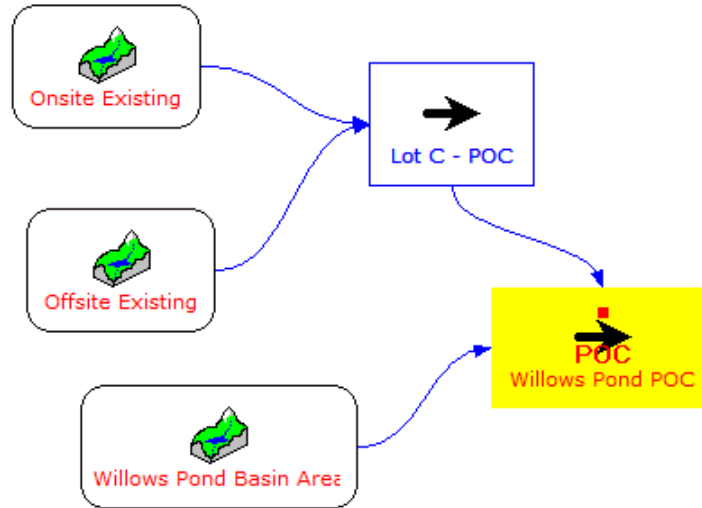 Onsite Existing
Lot C - POC
Offsite Existing
POC
Willows Pond POC
Willows Pond Basin Area